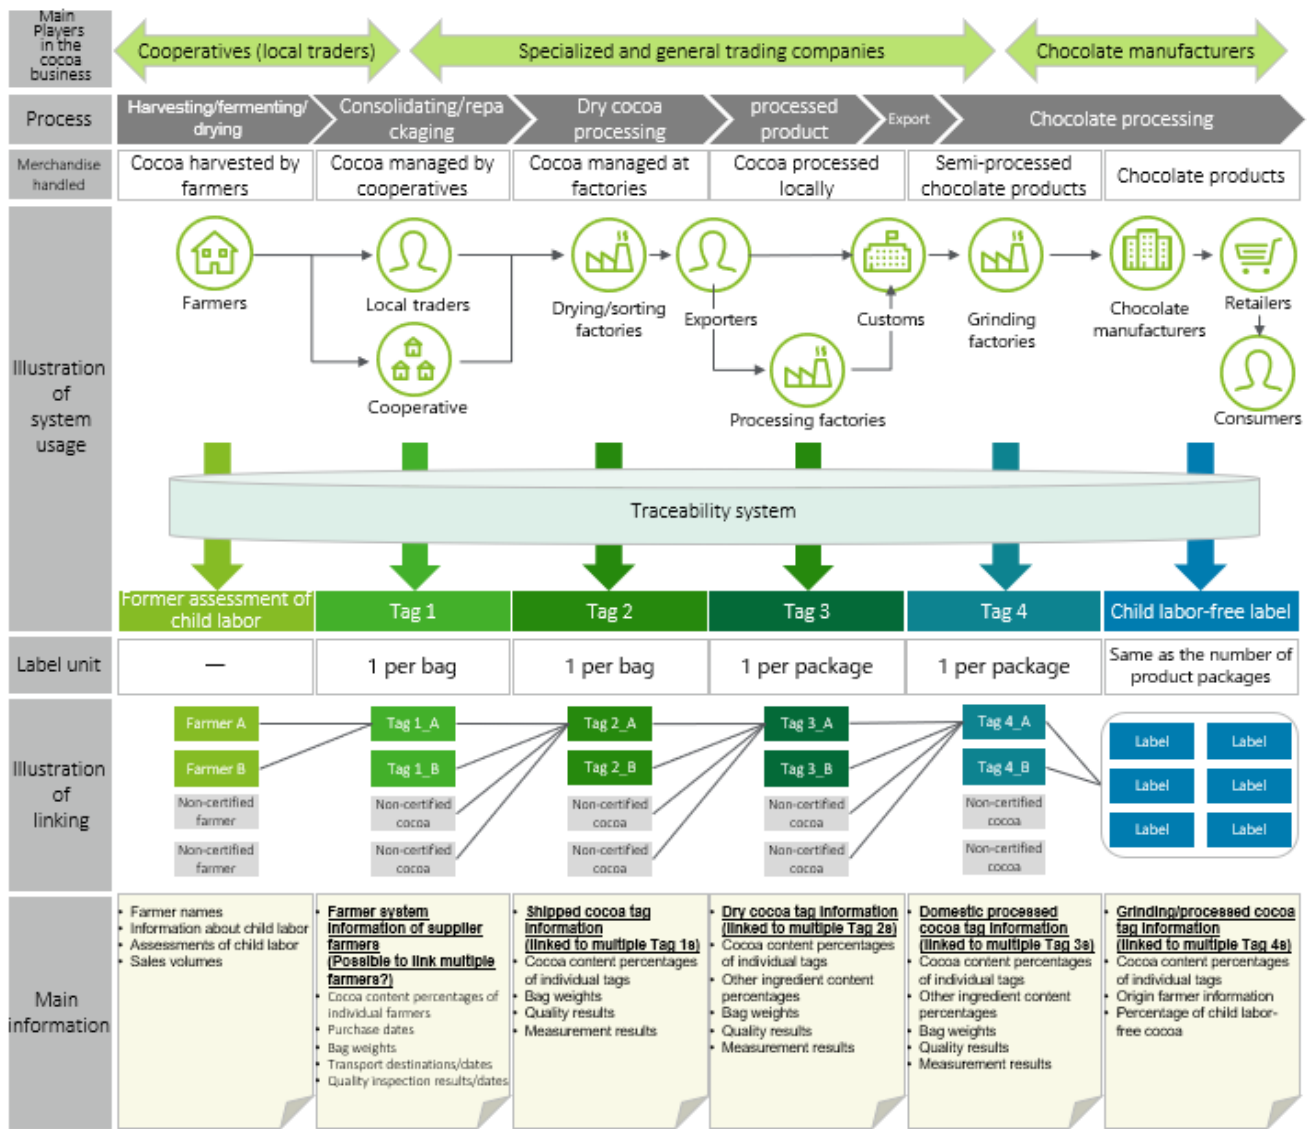 Main
Players
in the
cocoa
business
Cooperatives (local traders)
Specialized and general trading companies
Chocolate manufacturers
Process
Harvesting/fermenting/
drying
Consolidating/repa
ckaging
Dry cocoa
processing
processed
product
Export
Chocolate processing
Merchandise
handled
Cocoa harvested by
farmers
Cocoa managed by
cooperatives
Cocoa managed at
factories
Cocoa processed
locally
Semi-processed
chocolate products
Chocolate products
Illustration
of
system
usage
Farmers
Local traders
Cooperative
Drying/sorting
factories
Exporters
Processing factories
Customs
Grinding
factories
Chocolate
manufacturers
Retailers
Consumers
Traceability system
Former assessment of
child labor
Tag 1
Tag 2
Tag 3
Tag 4
Child labor-free label
Label unit
—
1 per bag
1 per bag
1 per package
1 per package
Same as the number of
product packages
Illustration
of
linking
Farmer A
Farmer B
Non-certified
farmer
Non-certified
farmer
Tag 1_A
Tag 1_B
Non-certified
cocoa
Non-certified
cocoa
Tag 2_A
Tag 2_B
Non-certified
cocoa
Non-certified
cocoa
Tag 3_A
Tag 3_B
Non-certified
cocoa
Non-certified
cocoa
Tag 4_A
Tag 4_B
Non-certified
cocoa
Non-certified
cocoa
Label Label
Label Label
Label Label
Main
information
• Farmer names
• Information about child labor
• Assessments of child labor
• Sales volumes
• Farmer system
information of supplier
farmers
(Possible to link multiple
farmers?)
• Cocoa content percentages of
individual farmers
• Purchase dates
• Bag weights
• Transport destinations/dates
• Quality inspection results/dates
• Shipped cocoa tag
information
(linked to multiple Tag 1s)
• Cocoa content percentages
of individual tags
• Bag weights
• Quality results
• Measurement results
• Dry cocoa tag information
(linked to multiple Tag 2s)
• Cocoa content percentages
of individual tags
• Other ingredient content
percentages
• Bag weights
• Quality results
• Measurement results
• Domestic processed
cocoa tag information
(linked to multiple Tag 3s)
• Cocoa content percentages
of individual tags
• Other ingredient content
percentages
• Bag weights
• Quality results
• Measurement results
• Grinding/processed cocoa
tag information
(linked to multiple Tag 4s)
• Cocoa content percentages
of individual tags
• Origin farmer information
• Percentage of child labor-
free cocoa